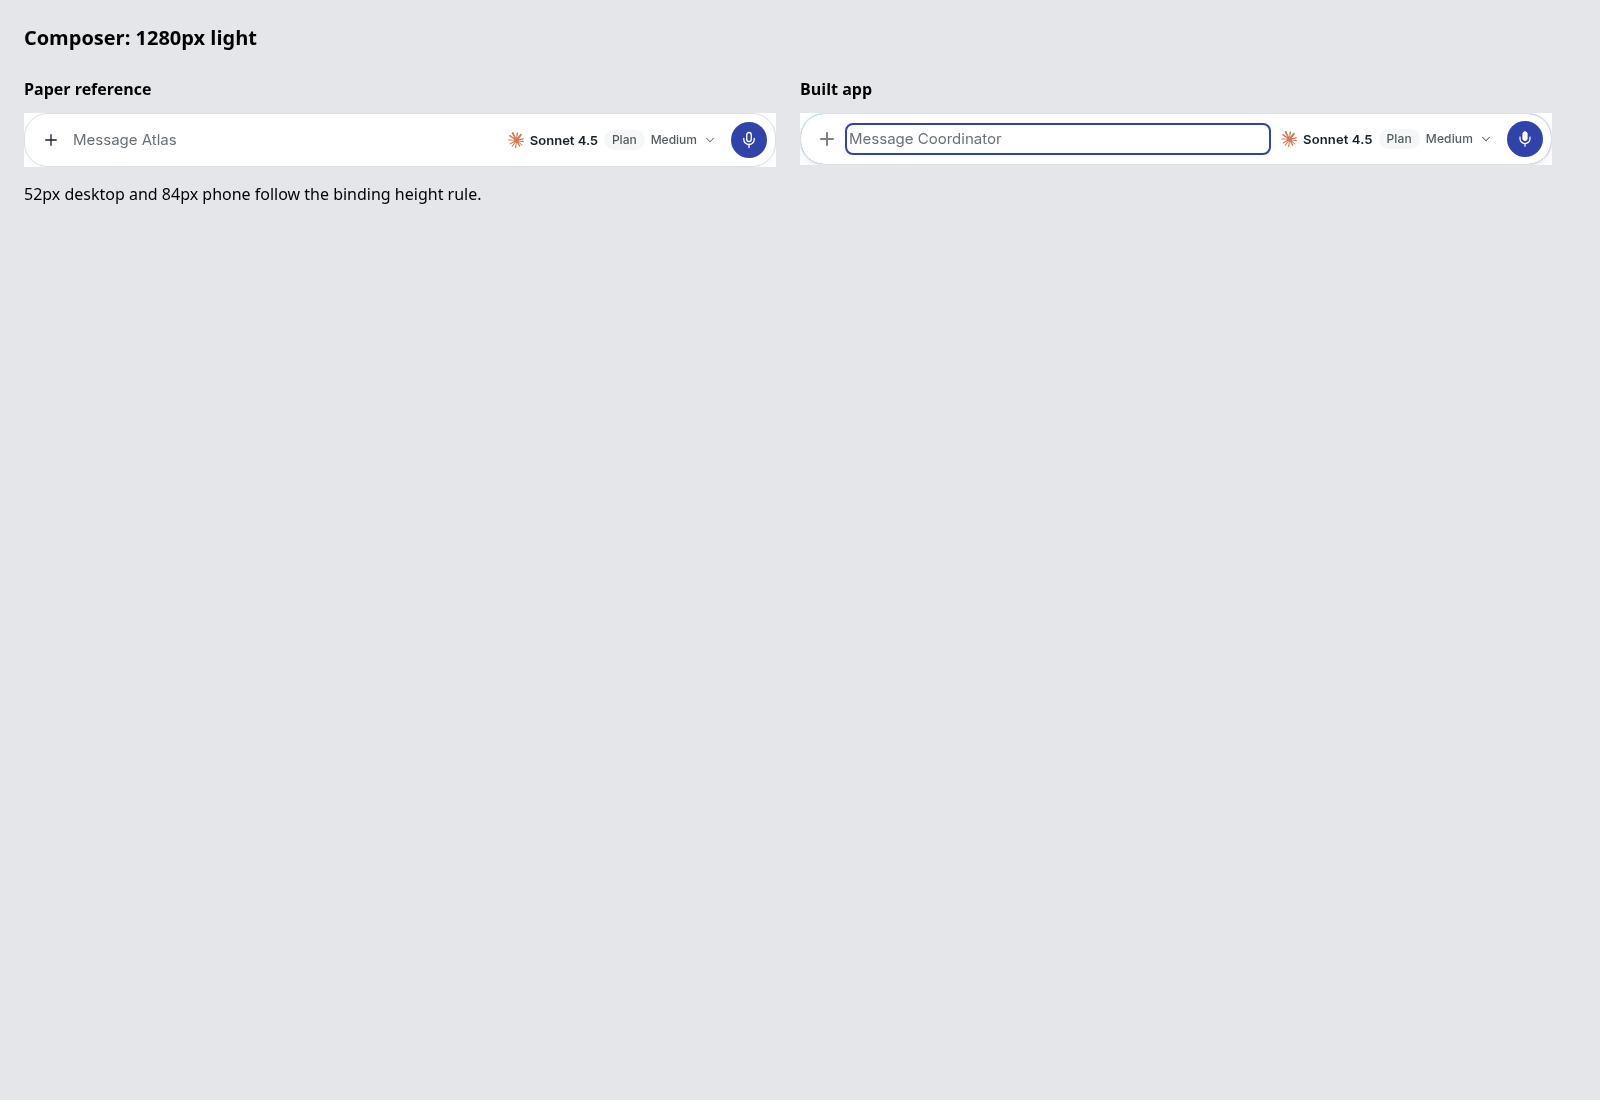 Composer: 1280px light
Paper reference
Message Atlas
Sonnet 4.5 Plan Medium
52px desktop and 84px phone follow the binding height rule.
Built app
Message Coordinator
Sonnet 4.5 Plan Medium